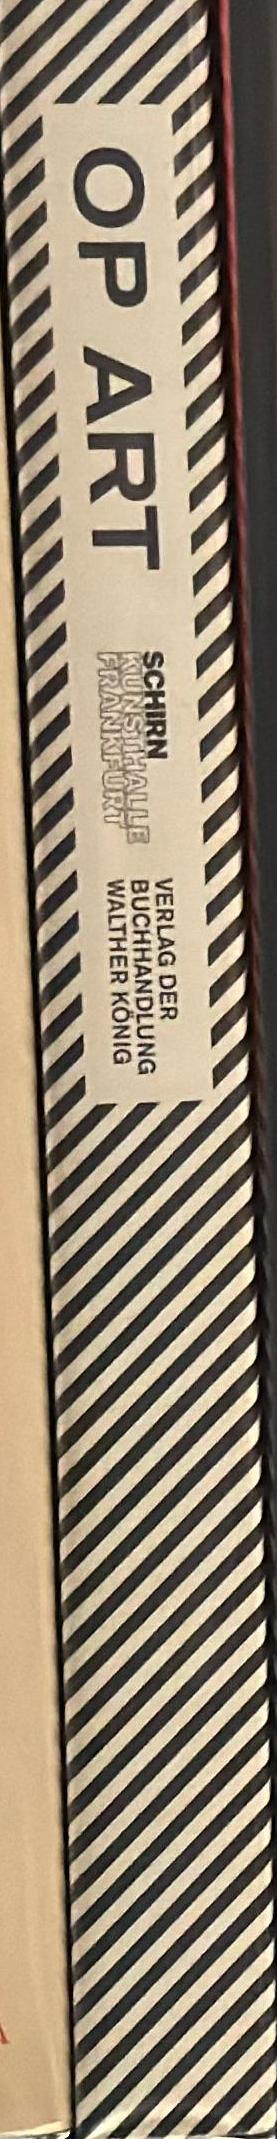 OP ART
SCHIRN
KUNSTHALLE
FRANKFURT
VERLAG DER
BUCHHANDLUNG
WALTHER KÖNIG